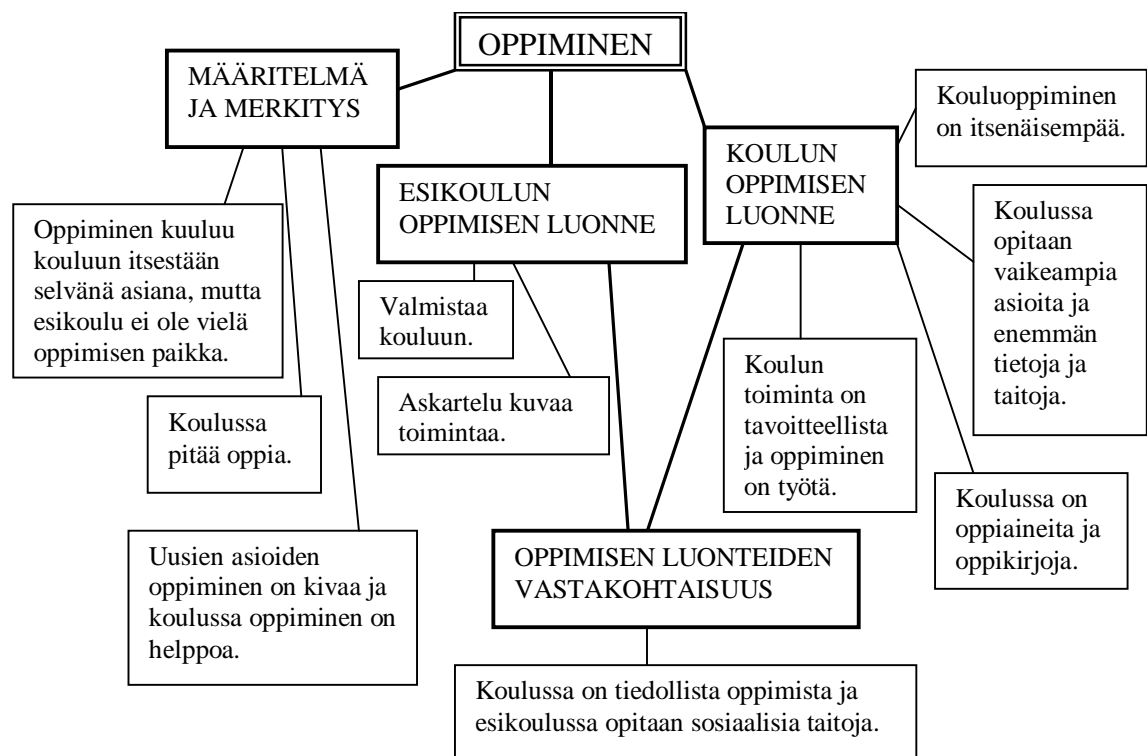 OPPIMINEN
MÄÄRITELMÄ
JA MERKITYS
Oppiminen kuuluu
kouluun itsestään
selvänä asiana, mutta
esikoulu ei ole vielä
oppimisen paikka.
Koulussa
pitää oppia.
Uusien asioiden
oppiminen on kivaa ja
koulussa oppiminen on
helppoa.
ESIKOULUN
OPPIMISEN LUONNE
Valmistaa
kouluun.
Askartelu kuvaa
toimintaa.
KOULUN
OPPIMISEN
LUONNE
Kouluoppiminen
on itsenäisempää.
Koulussa
opitaan
vaikeampia
asioita ja
enemmän
tietoja ja
taitoja.
Koulun
toiminta on
tavoitteellista
ja oppiminen
on työtä.
Koulussa on
oppiaineita ja
oppikirjoja.
OPPIMISEN LUONTEIDEN
VASTAKOHTAISUUS
Koulussa on tiedollista oppimista ja
esikoulussa opitaan sosiaalisia taitoja.